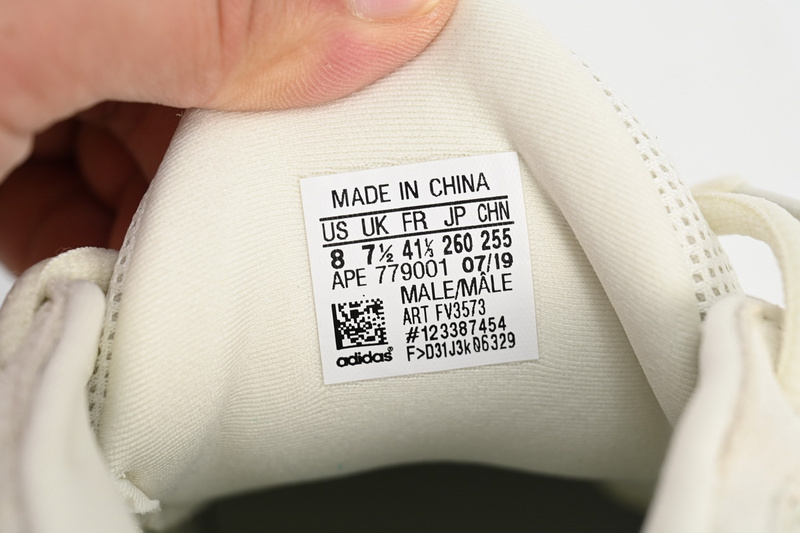 MADE IN CHINA
US UK FR JP CHN
8 7½ 41⅓ 260 255
APE 779001 07/19
MALE/MÂLE
ART FV3573
#123387454
F>D31J3k06329
adidas®